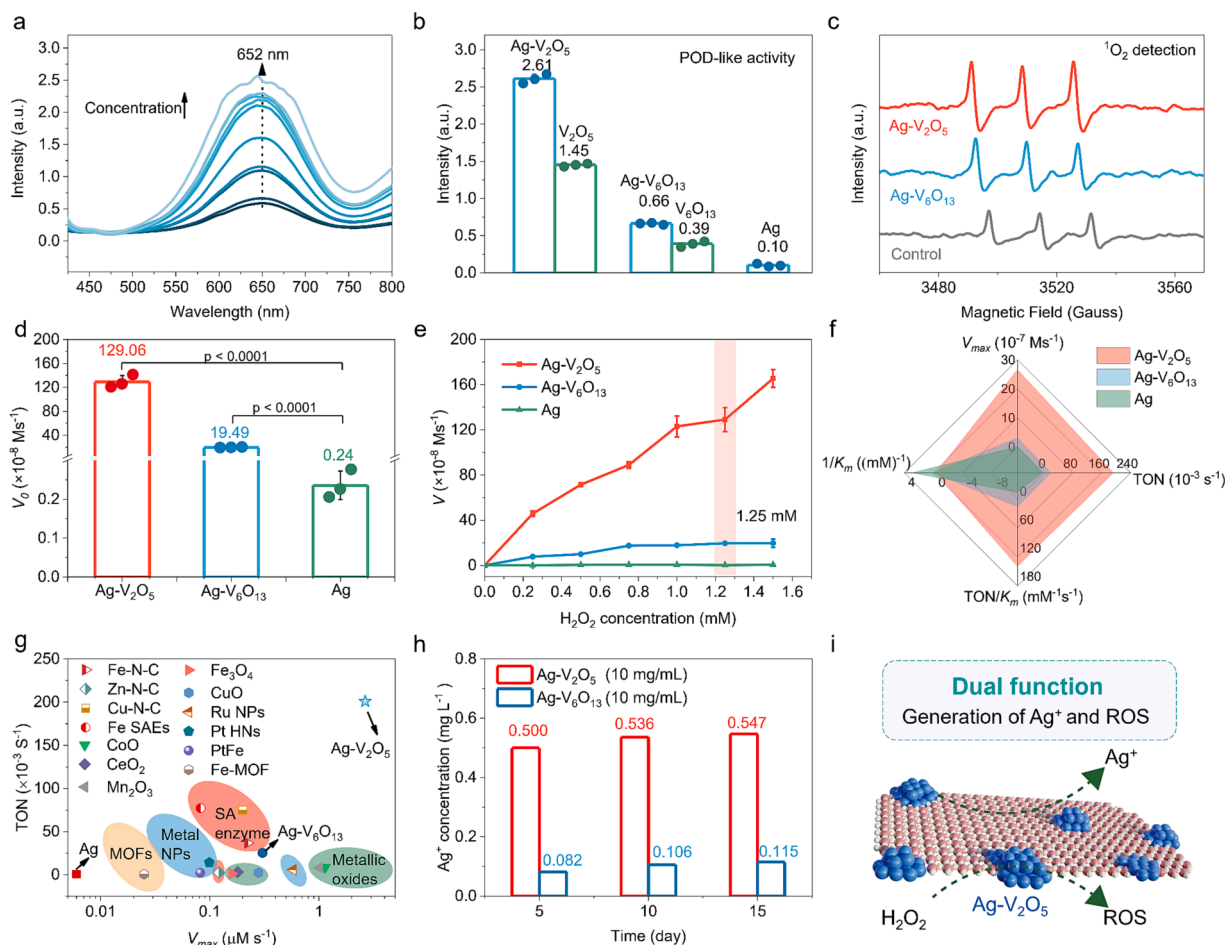 a
3.0
2.5
2.0
1.5
1.0
0.5
0.0
Intensity (a.u.)
652 nm
Concentration
450 500 550 600 650 700 750 800
Wavelength (nm)
b
3.0
2.5
2.0
1.5
1.0
0.5
0.0
Intensity (a.u.)
POD-like activity
Ag-V₂O₅
2.61
V₂O₅
1.45
Ag-V₆O₁₃
0.66
V₆O₁₃
0.39
Ag
0.10
c
Intensity (a.u.)
¹O₂ detection
Ag-V₂O₅
Ag-V₆O₁₃
Control
3480 3520 3560
Magnetic Field (Gauss)
d
200
160
120
80
40
20
0.2
0.1
0.0
V₀ (×10⁻⁸ Ms⁻¹)
129.06
p < 0.0001
p < 0.0001
19.49
0.24
Ag-V₂O₅ Ag-V₆O₁₃ Ag
e
200
160
120
80
40
0
V (×10⁻⁸ Ms⁻¹)
Ag-V₂O₅
Ag-V₆O₁₃
Ag
1.25 mM
0.0 0.2 0.4 0.6 0.8 1.0 1.2 1.4 1.6
H₂O₂ concentration (mM)
f
Vmax (10⁻⁷ Ms⁻¹)
30
20
10
0
Ag-V₂O₅
Ag-V₆O₁₃
Ag
1/Kₘ ((mM)⁻¹)
4 0 -4 -8
0 80 160 240
TON (10⁻³ s⁻¹)
0
60
120
180
TON/Kₘ (mM⁻¹s⁻¹)
g
250
200
150
100
50
0
TON (×10⁻³ S⁻¹)
Fe-N-C
Zn-N-C
Cu-N-C
Fe SAEs
CoO
CeO₂
Mn₂O₃
Fe₃O₄
CuO
Ru NPs
Pt HNs
PtFe
Fe-MOF
Ag-V₂O₅
SA
enzyme
Ag-V₆O₁₃
Ag
MOFs
Metal
NPs
Metallic
oxides
0.01 0.1 1
Vmax (μM s⁻¹)
h
0.8
0.6
0.4
0.2
0.0
Ag⁺ concentration (mg L⁻¹)
Ag-V₂O₅ (10 mg/mL)
Ag-V₆O₁₃ (10 mg/mL)
0.500
0.536
0.547
0.082
0.106
0.115
5 10 15
Time (day)
i
Dual function
Generation of Ag⁺ and ROS
Ag⁺
H₂O₂
Ag-V₂O₅
ROS